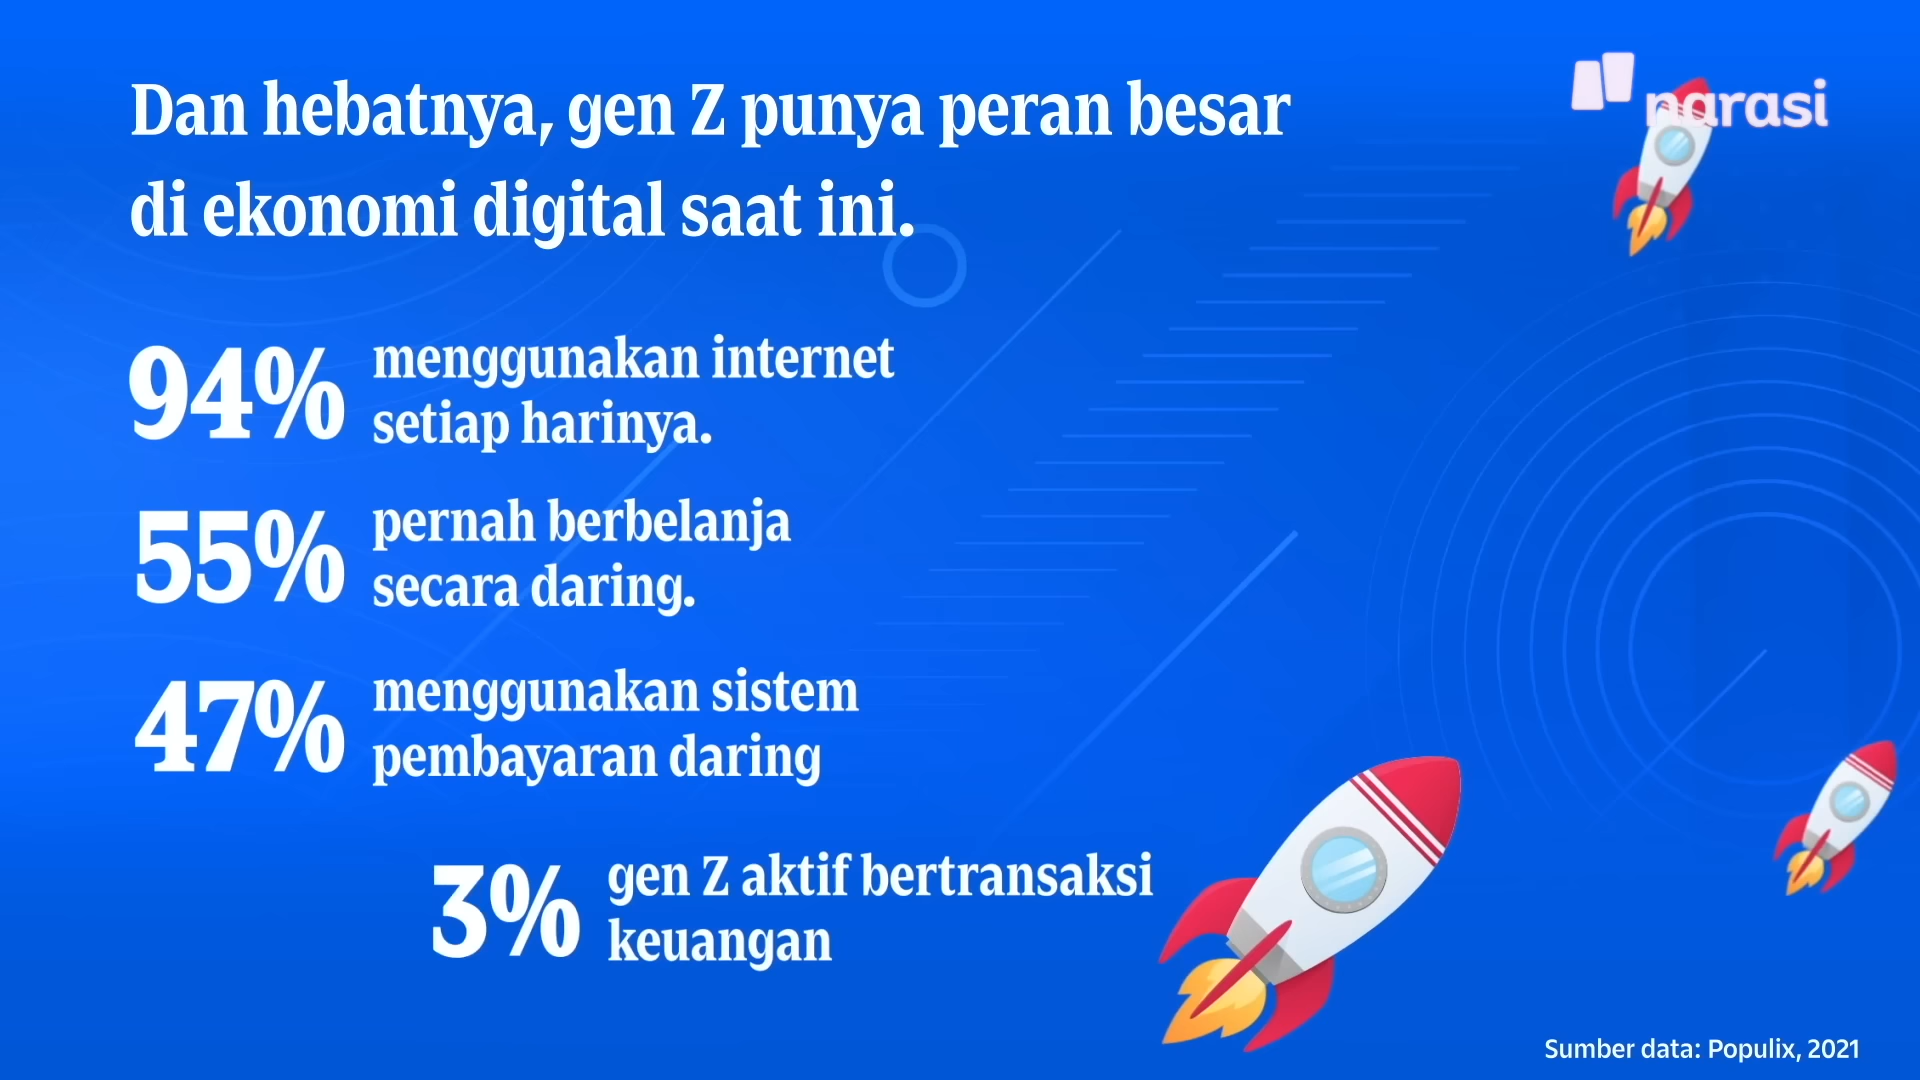 narasi
Dan hebatnya, gen Z punya peran besar
di ekonomi digital saat ini.
94%
menggunakan internet
setiap harinya.
55%
pernah berbelanja
secara daring.
47%
menggunakan sistem
pembayaran daring
3%
gen Z aktif bertransaksi
keuangan
Sumber data: Populix, 2021